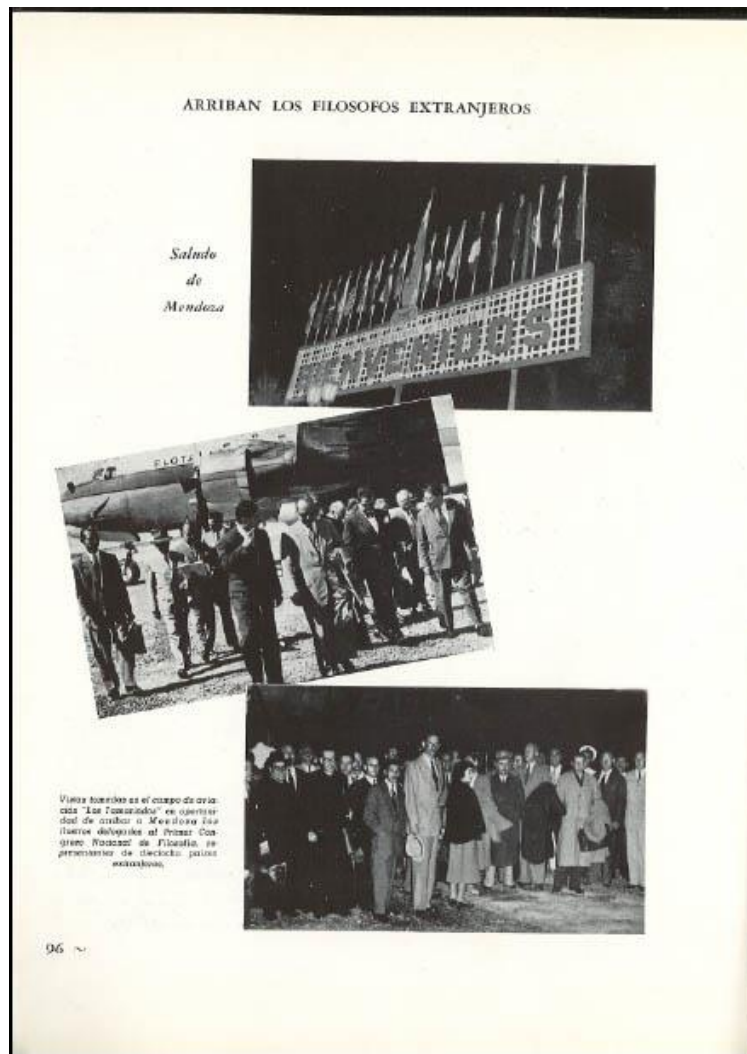 ARRIBAN LOS FILOSOFOS EXTRANJEROS
Saludo
de
Mendoza
BIENVENIDOS
FLOTA
Vistas tomadas en el campo de avia-
ción "Los Tamarindos" en oportuni-
dad de arribar a Mendoza los
ilustres delegados al Primer Con-
greso Nacional de Filosofía, re-
presentantes de dieciocho países
extranjeros.
96 ~